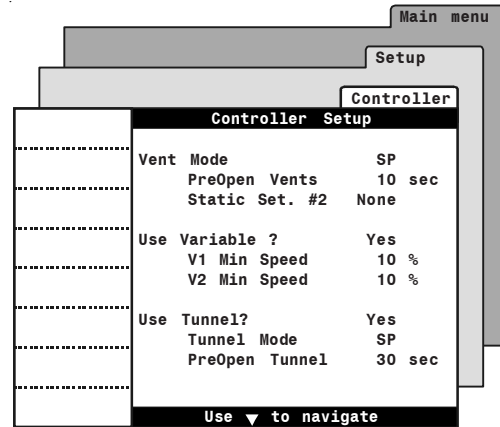 Main menu
Setup
Controller
Controller Setup
Vent Mode SP
PreOpen Vents 10 sec
Static Set. #2 None
Use Variable ? Yes
V1 Min Speed 10 %
V2 Min Speed 10 %
Use Tunnel? Yes
Tunnel Mode SP
PreOpen Tunnel 30 sec
Use ▼ to navigate